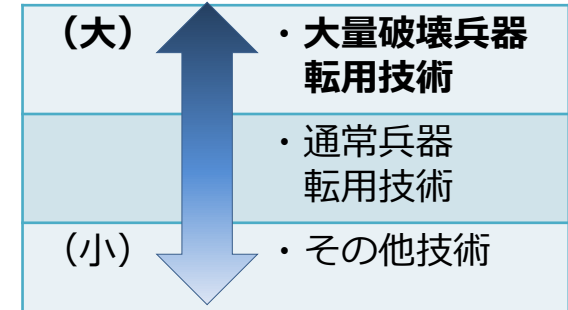 （大）
・大量破壊兵器
転用技術
・通常兵器
転用技術
（小）
・その他技術